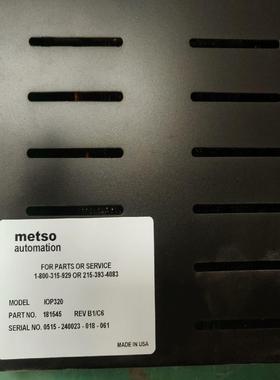 metso
automation
FOR PARTS OR SERVICE
1-800-315-929 OR 215-393-4083
MODEL IOP320
PART NO. 181545 REV B1/C6
SERIAL NO. 0515 - 240023 - 018 - 061
MADE IN USA